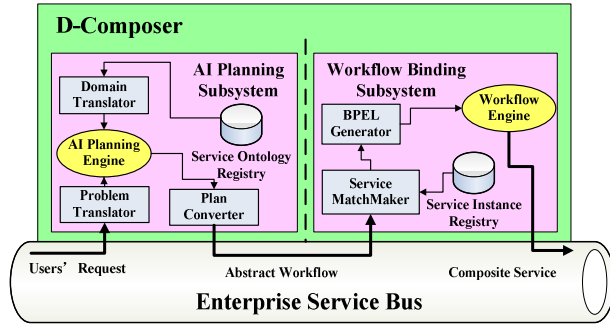 D-Composer
AI Planning
Subsystem
Domain
Translator
AI Planning
Engine
Service Ontology
Registry
Problem
Translator
Plan
Converter
Workflow Binding
Subsystem
BPEL
Generator
Workflow
Engine
Service
MatchMaker
Service Instance
Registry
Users' Request
Abstract Workflow
Composite Service
Enterprise Service Bus